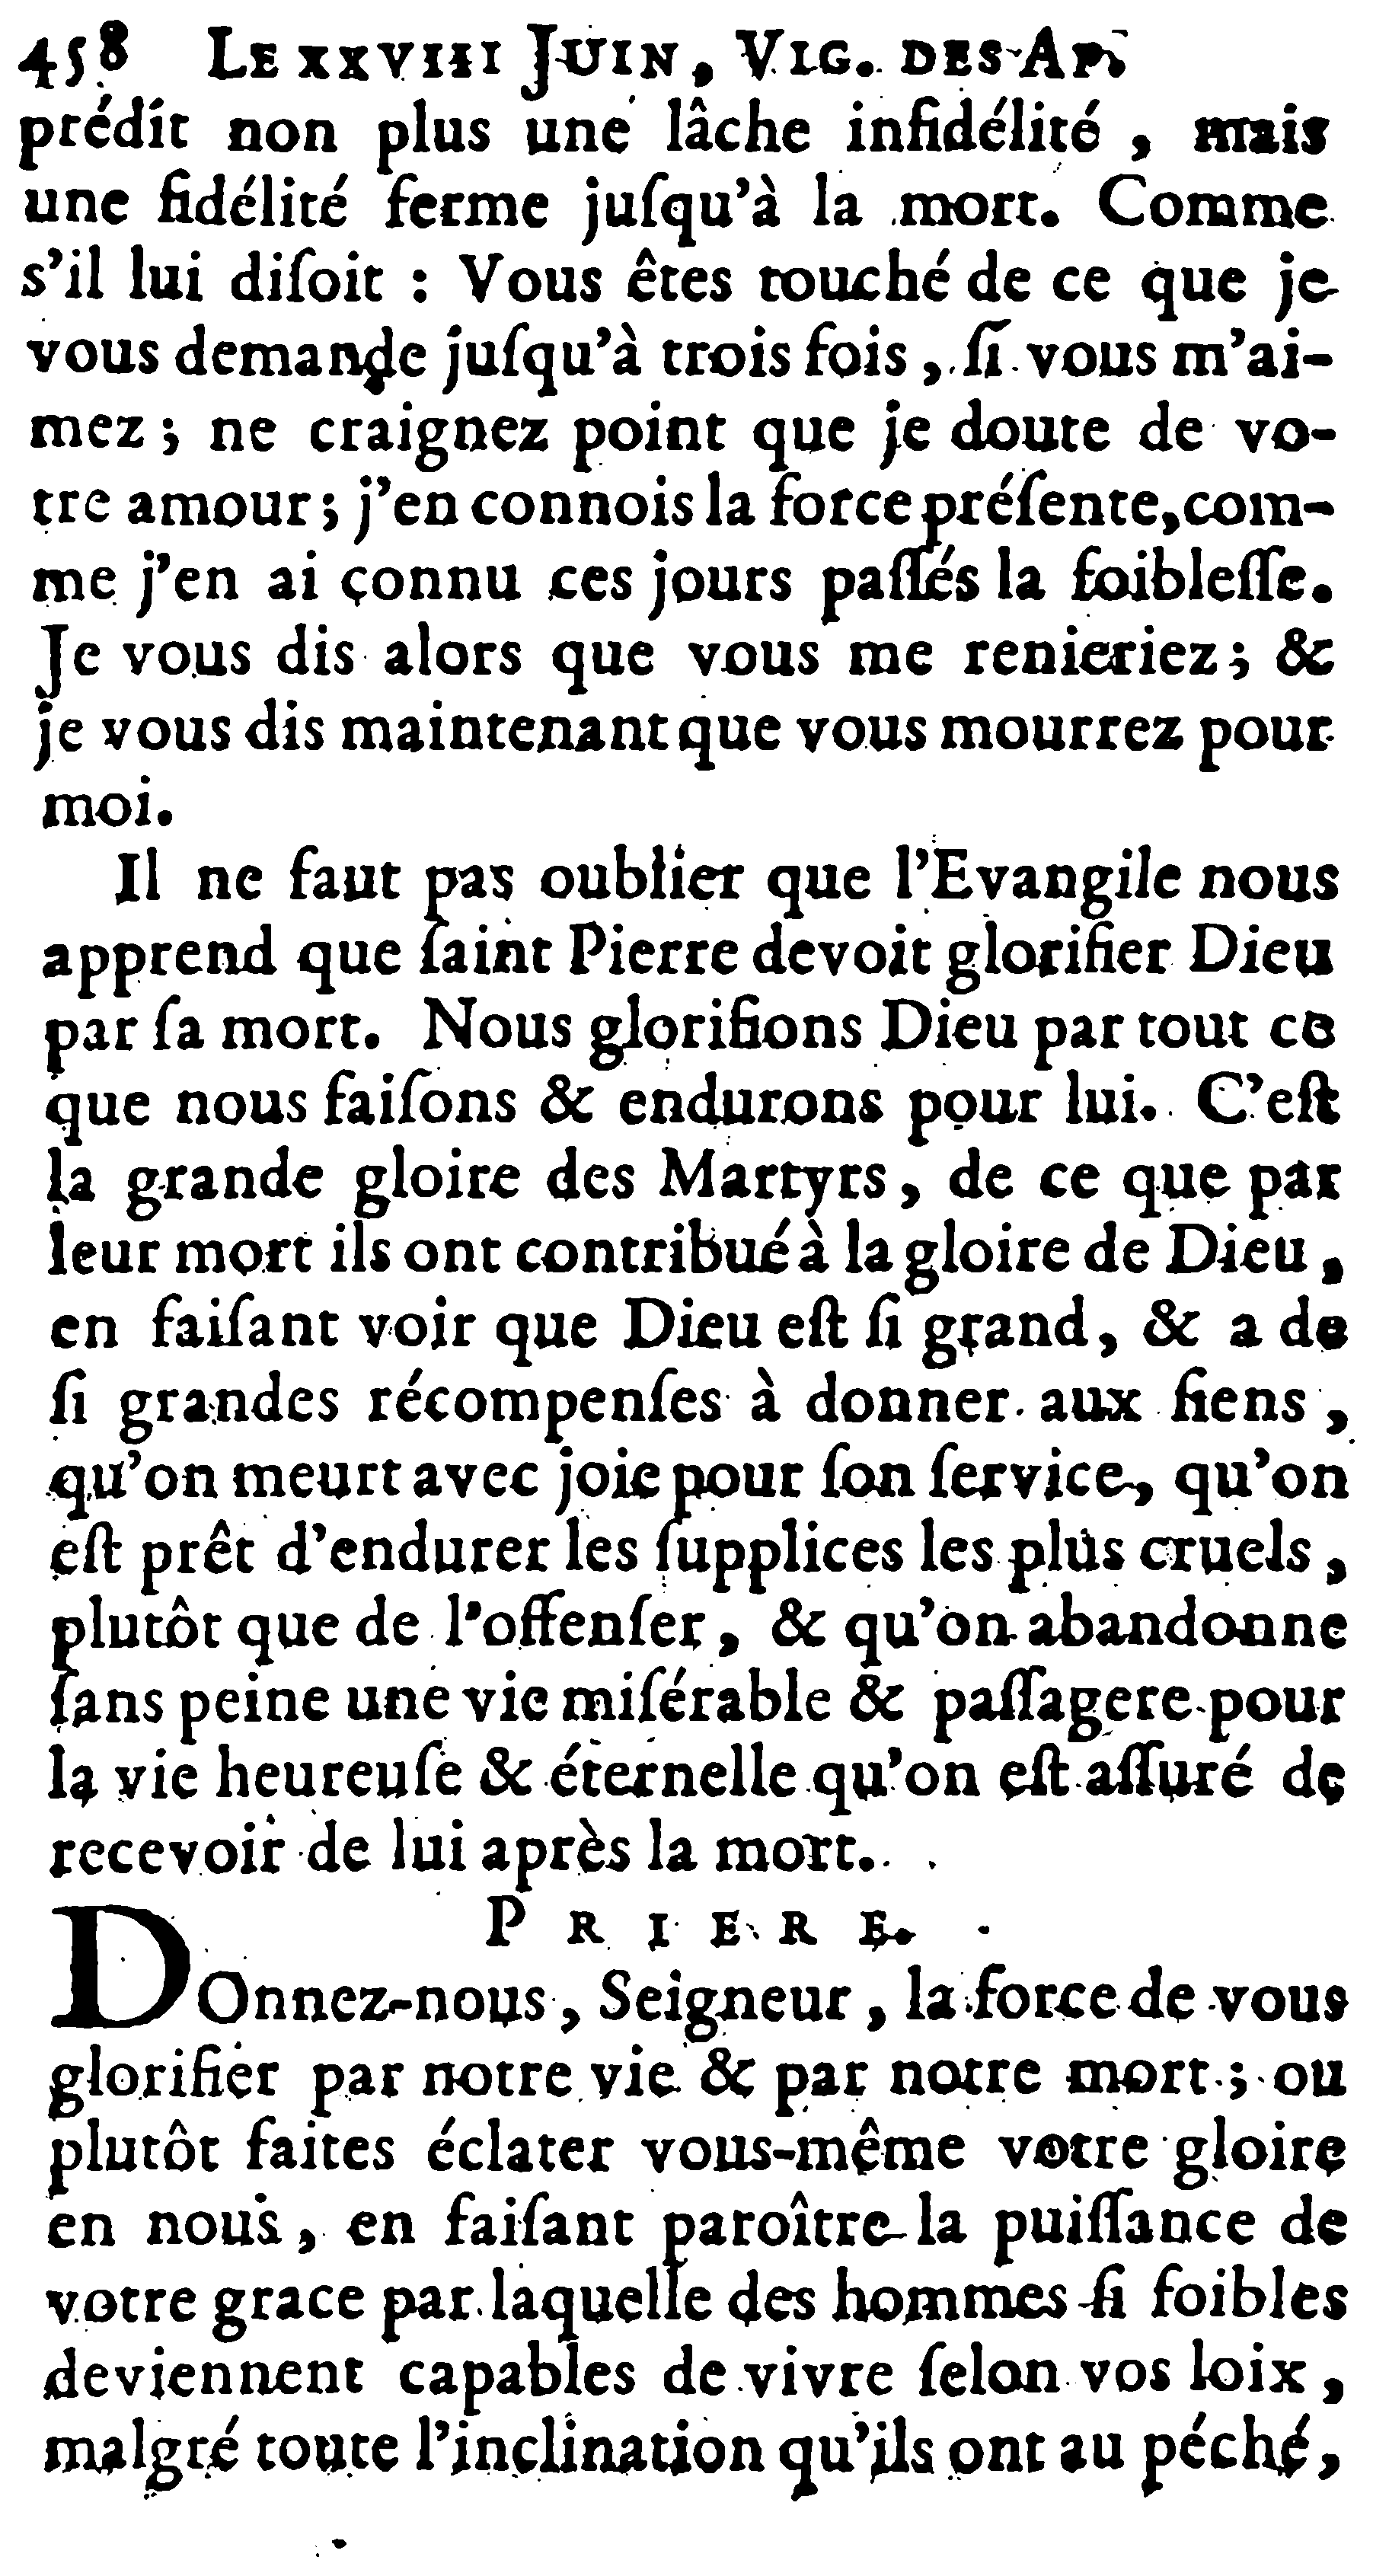 458 LE XXVIII JUIN, VIG. DES AP.
prédit non plus une lâche infidélité, mais
une fidélité ferme juſqu'à la mort. Comme
s'il lui diſoit : Vous êtes touché de ce que je
vous demande juſqu'à trois fois, ſi vous m'ai-
mez ; ne craignez point que je doute de vo-
tre amour ; j'en connois la force préſente, com-
me j'en ai connu ces jours paſſés la foibleſſe.
Je vous dis alors que vous me renieriez ; &
je vous dis maintenant que vous mourrez pour
moi.
Il ne faut pas oublier que l'Evangile nous
apprend que ſaint Pierre devoit glorifier Dieu
par ſa mort. Nous glorifions Dieu par tout ce
que nous faiſons & endurons pour lui. C'eſt
la grande gloire des Martyrs, de ce que par
leur mort ils ont contribué à la gloire de Dieu,
en faiſant voir que Dieu eſt ſi grand, & a de
ſi grandes récompenſes à donner aux ſiens,
qu'on meurt avec joie pour ſon ſervice, qu'on
eſt prêt d'endurer les ſupplices les plus cruels,
plutôt que de l'offenſer, & qu'on abandonne
ſans peine une vie miſérable & paſſagere pour
la vie heureuſe & éternelle qu'on eſt aſſuré de
recevoir de lui après la mort.
PRIERE.
DOnnez-nous, Seigneur, la force de vous
glorifier par notre vie & par notre mort ; ou
plutôt faites éclater vous-même votre gloire
en nous, en faiſant paroître la puiſſance de
votre grace par laquelle des hommes ſi foibles
deviennent capables de vivre ſelon vos loix,
malgré toute l'inclination qu'ils ont au péché,